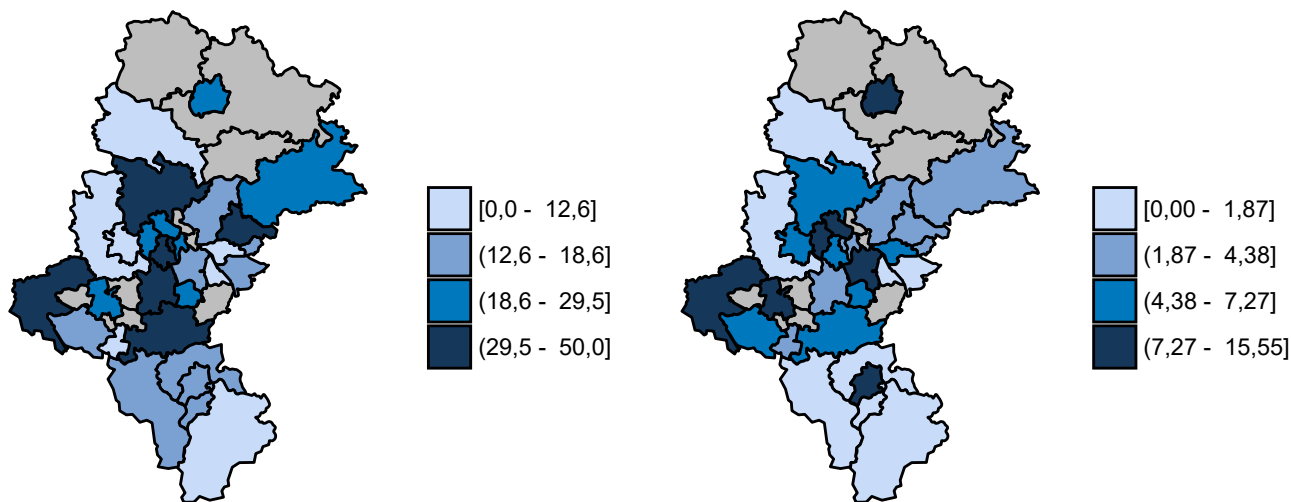 [0,0 - 12,6]
(12,6 - 18,6]
(18,6 - 29,5]
(29,5 - 50,0]
[0,00 - 1,87]
(1,87 - 4,38]
(4,38 - 7,27]
(7,27 - 15,55]